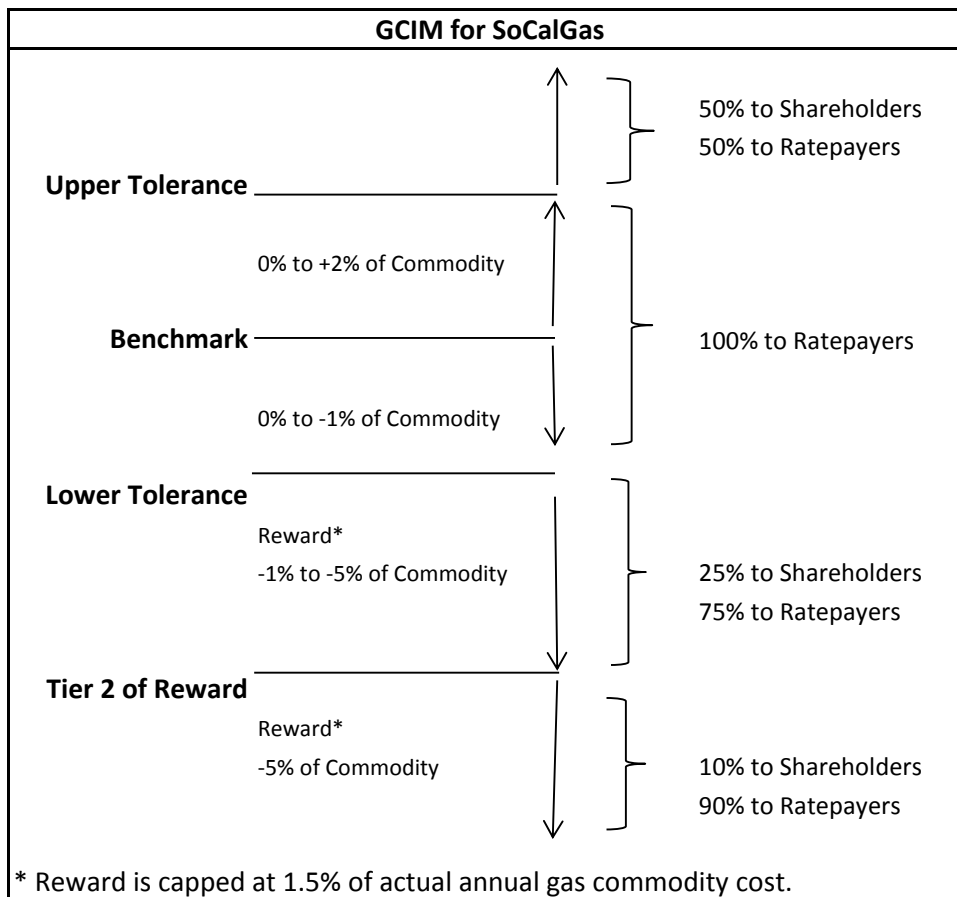 GCIM for SoCalGas
50% to Shareholders
50% to Ratepayers
Upper Tolerance
0% to +2% of Commodity
Benchmark
100% to Ratepayers
0% to -1% of Commodity
Lower Tolerance
Reward*
-1% to -5% of Commodity
25% to Shareholders
75% to Ratepayers
Tier 2 of Reward
Reward*
-5% of Commodity
10% to Shareholders
90% to Ratepayers
* Reward is capped at 1.5% of actual annual gas commodity cost.